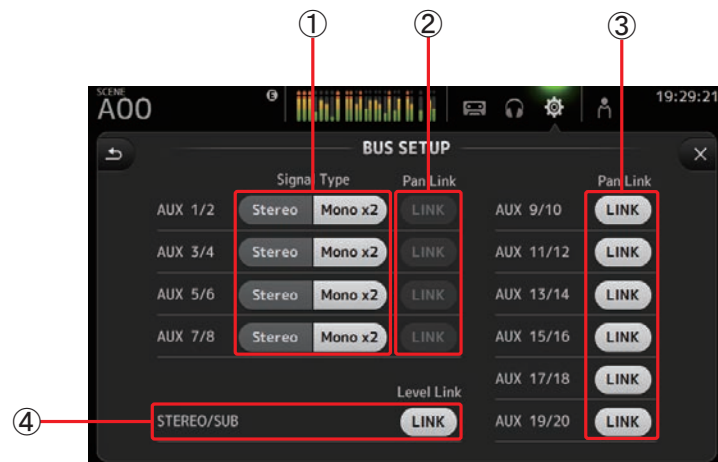 ① ② ③
SCENE
A00
E
19:29:21
BUS SETUP
Signal Type Pan Link Pan Link
AUX 1/2 Stereo Mono x2 LINK AUX 9/10 LINK
AUX 3/4 Stereo Mono x2 LINK AUX 11/12 LINK
AUX 5/6 Stereo Mono x2 LINK AUX 13/14 LINK
AUX 7/8 Stereo Mono x2 LINK AUX 15/16 LINK
Level Link AUX 17/18 LINK
④ STEREO/SUB LINK AUX 19/20 LINK